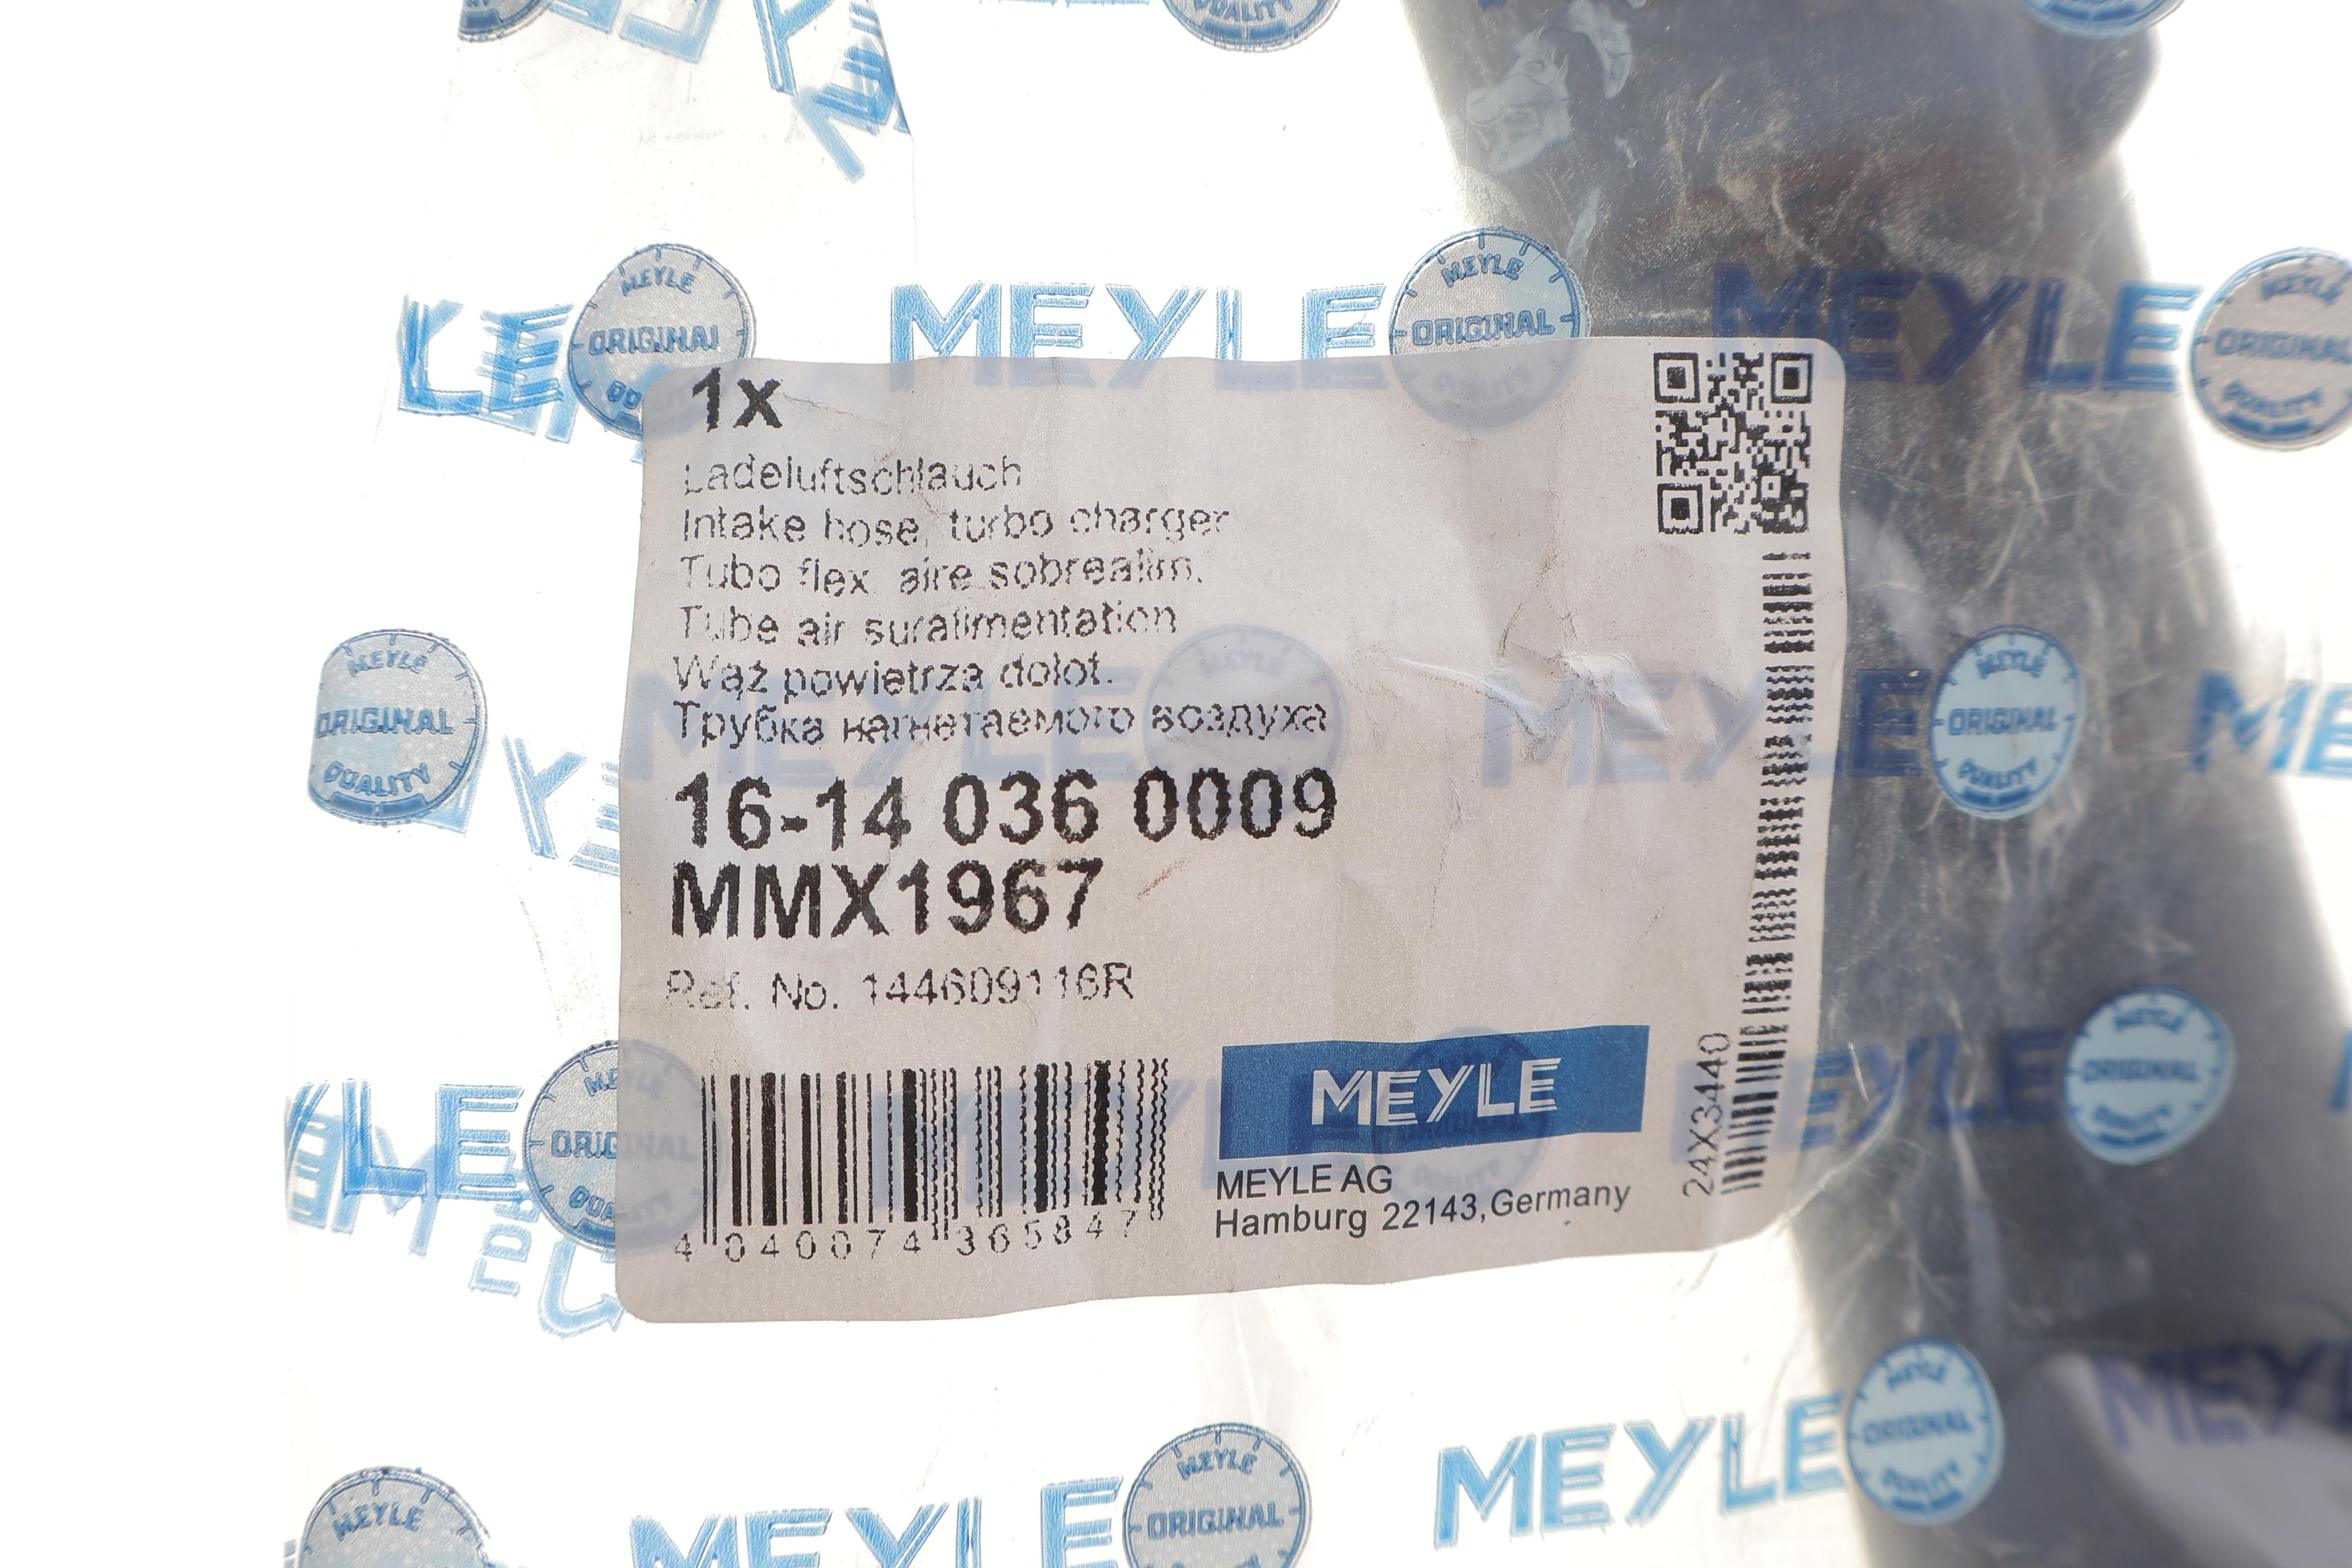 1x
Ladeluftschlauch
Intake hose, turbo charger
Tubo flex. aire sobrealim.
Tube air suralimentation
Wąż powietrza dolot.
Трубка нагнетаемого воздуха
16-14 036 0009
MMX1967
Ref. No. 144609116R
4 040074 365847
MEYLE
MEYLE AG
Hamburg 22143,Germany
24X3440
MEYLE
MEYLE ORIGINAL QUALITY